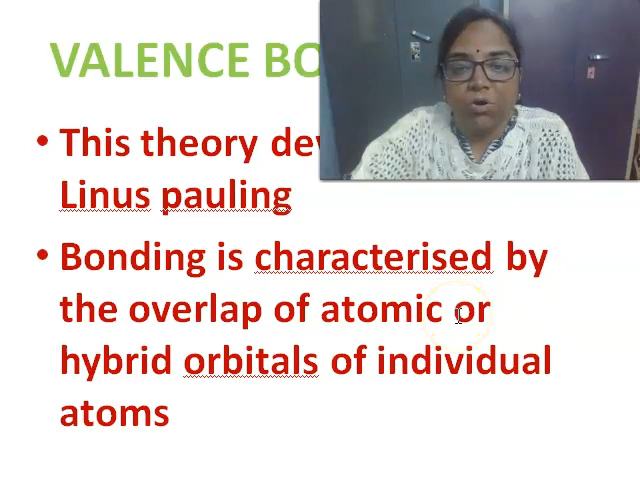 VALENCE BO
• This theory dev
Linus pauling
• Bonding is characterised by
the overlap of atomic or
hybrid orbitals of individual
atoms